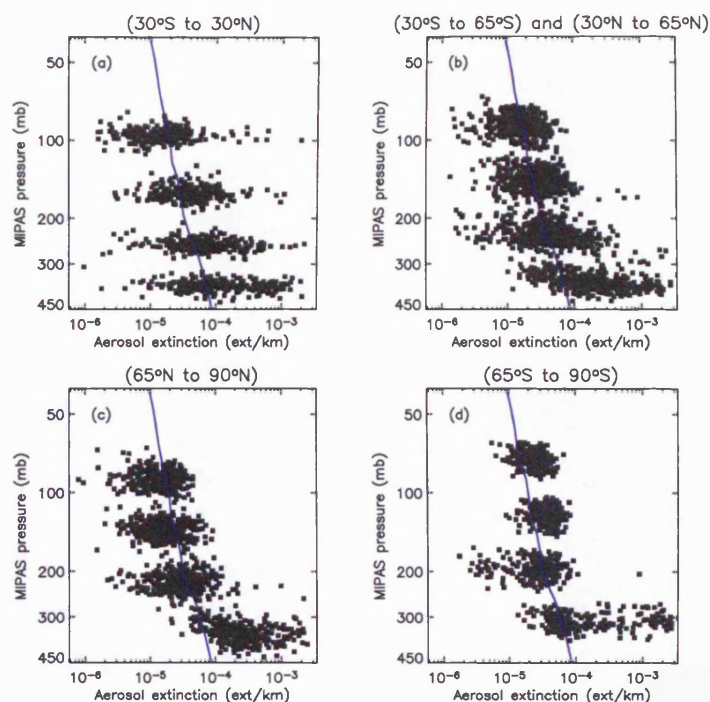 (30°S to 30°N)
(a)
50
100
200
300
450
MIPAS pressure (mb)
10⁻⁶ 10⁻⁵ 10⁻⁴ 10⁻³
Aerosol extinction (ext/km)
(30°S to 65°S) and (30°N to 65°N)
(b)
50
100
200
300
450
MIPAS pressure (mb)
10⁻⁶ 10⁻⁵ 10⁻⁴ 10⁻³
Aerosol extinction (ext/km)
(65°N to 90°N)
(c)
50
100
200
300
450
MIPAS pressure (mb)
10⁻⁶ 10⁻⁵ 10⁻⁴ 10⁻³
Aerosol extinction (ext/km)
(65°S to 90°S)
(d)
50
100
200
300
450
MIPAS pressure (mb)
10⁻⁶ 10⁻⁵ 10⁻⁴ 10⁻³
Aerosol extinction (ext/km)